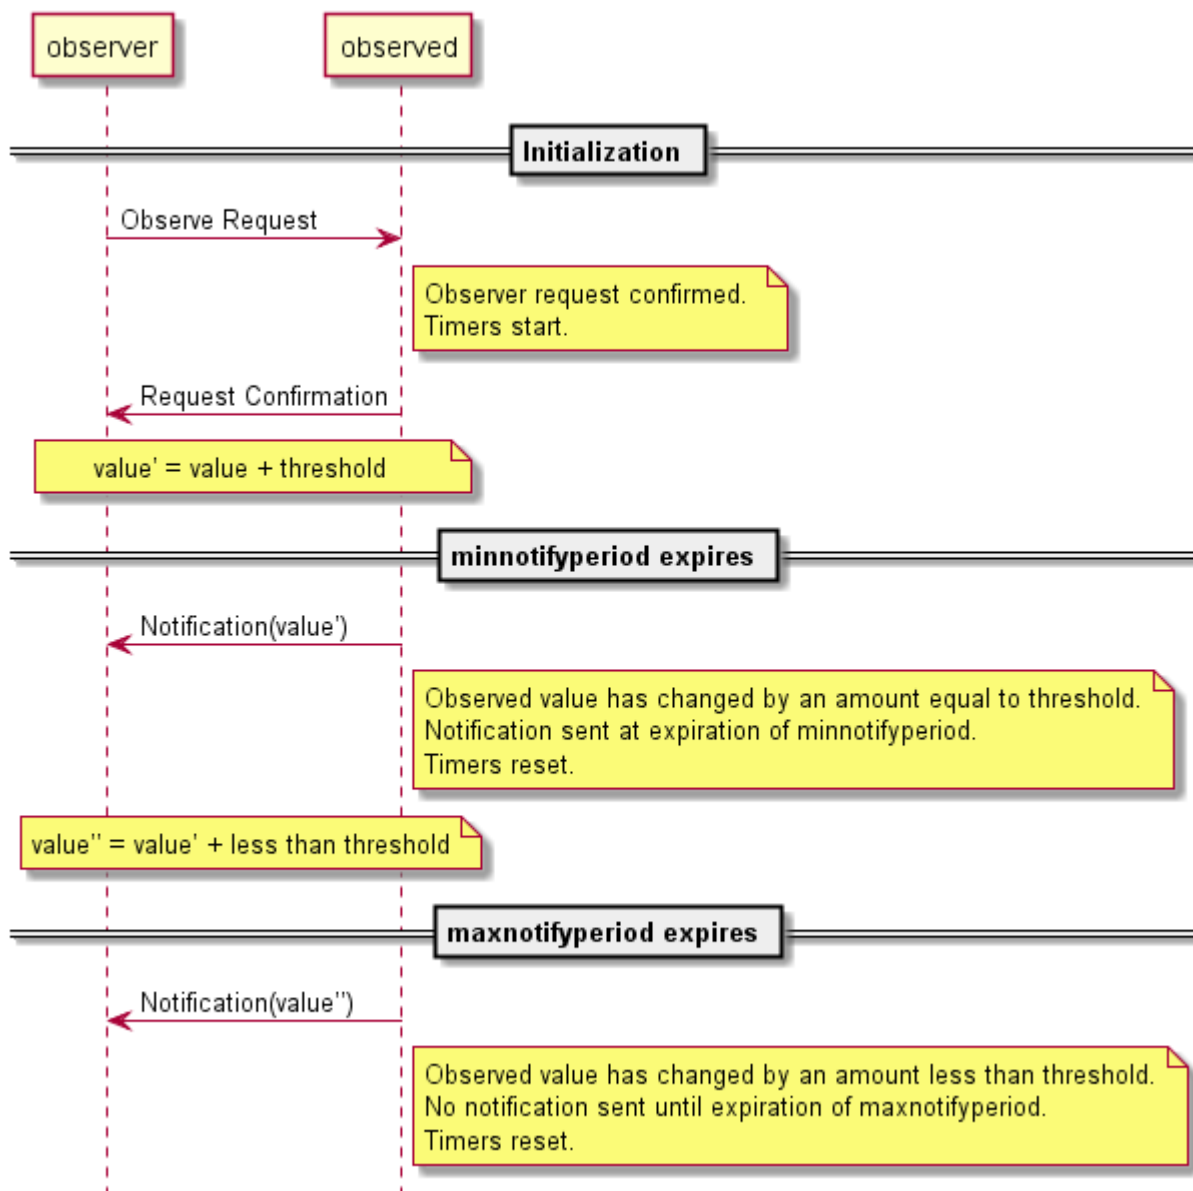 observer
observed
Initialization
Observe Request
Observer request confirmed.
Timers start.
Request Confirmation
value' = value + threshold
minnotifyperiod expires
Notification(value')
Observed value has changed by an amount equal to threshold.
Notification sent at expiration of minnotifyperiod.
Timers reset.
value'' = value' + less than threshold
maxnotifyperiod expires
Notification(value'')
Observed value has changed by an amount less than threshold.
No notification sent until expiration of maxnotifyperiod.
Timers reset.